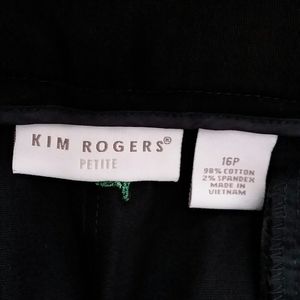 KIM ROGERS®
PETITE
16P
98% COTTON
2% SPANDEX
MADE IN
VIETNAM